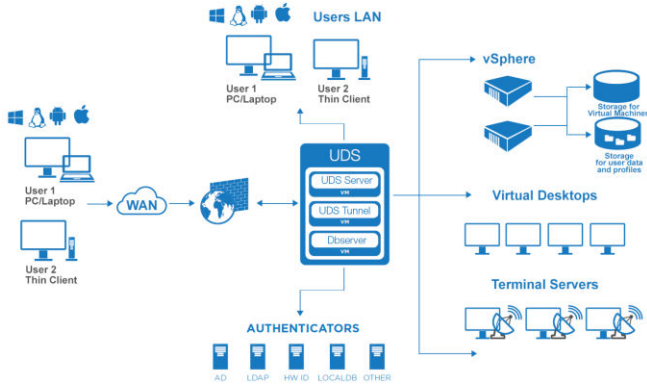 Users LAN
User 1
PC/Laptop
User 2
Thin Client
User 1
PC/Laptop
User 2
Thin Client
WAN
UDS
UDS Server
VM
UDS Tunnel
VM
Dbserver
VM
AUTHENTICATORS
AD
LDAP
HW ID
LOCALDB
OTHER
vSphere
Storage for
Virtual Machines
Storage
for user data
and profiles
Virtual Desktops
Terminal Servers